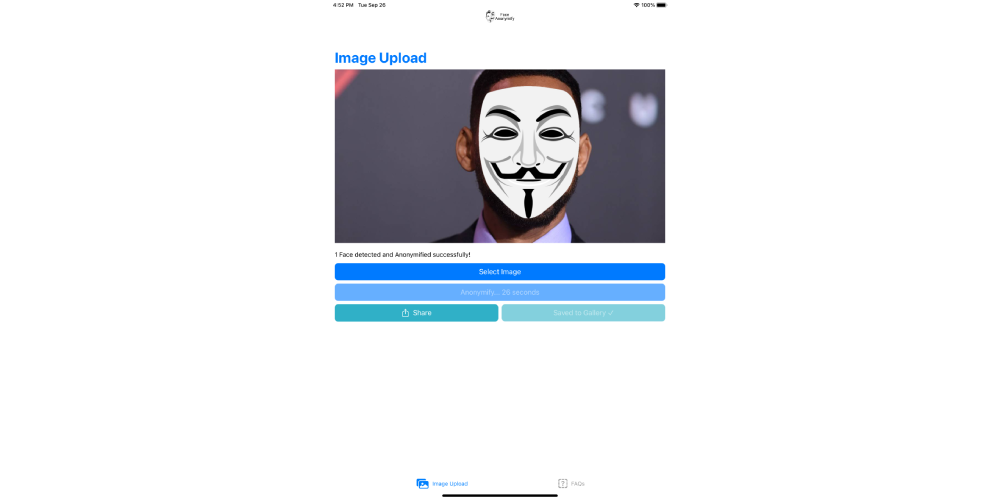 4:52 PM Tue Sep 26
100%
Face
Anonymify
Image Upload
1 Face detected and Anonymified successfully!
Select Image
Anonymify... 25 seconds
Share
Saved to Gallery ✓
Image Upload
FAQs